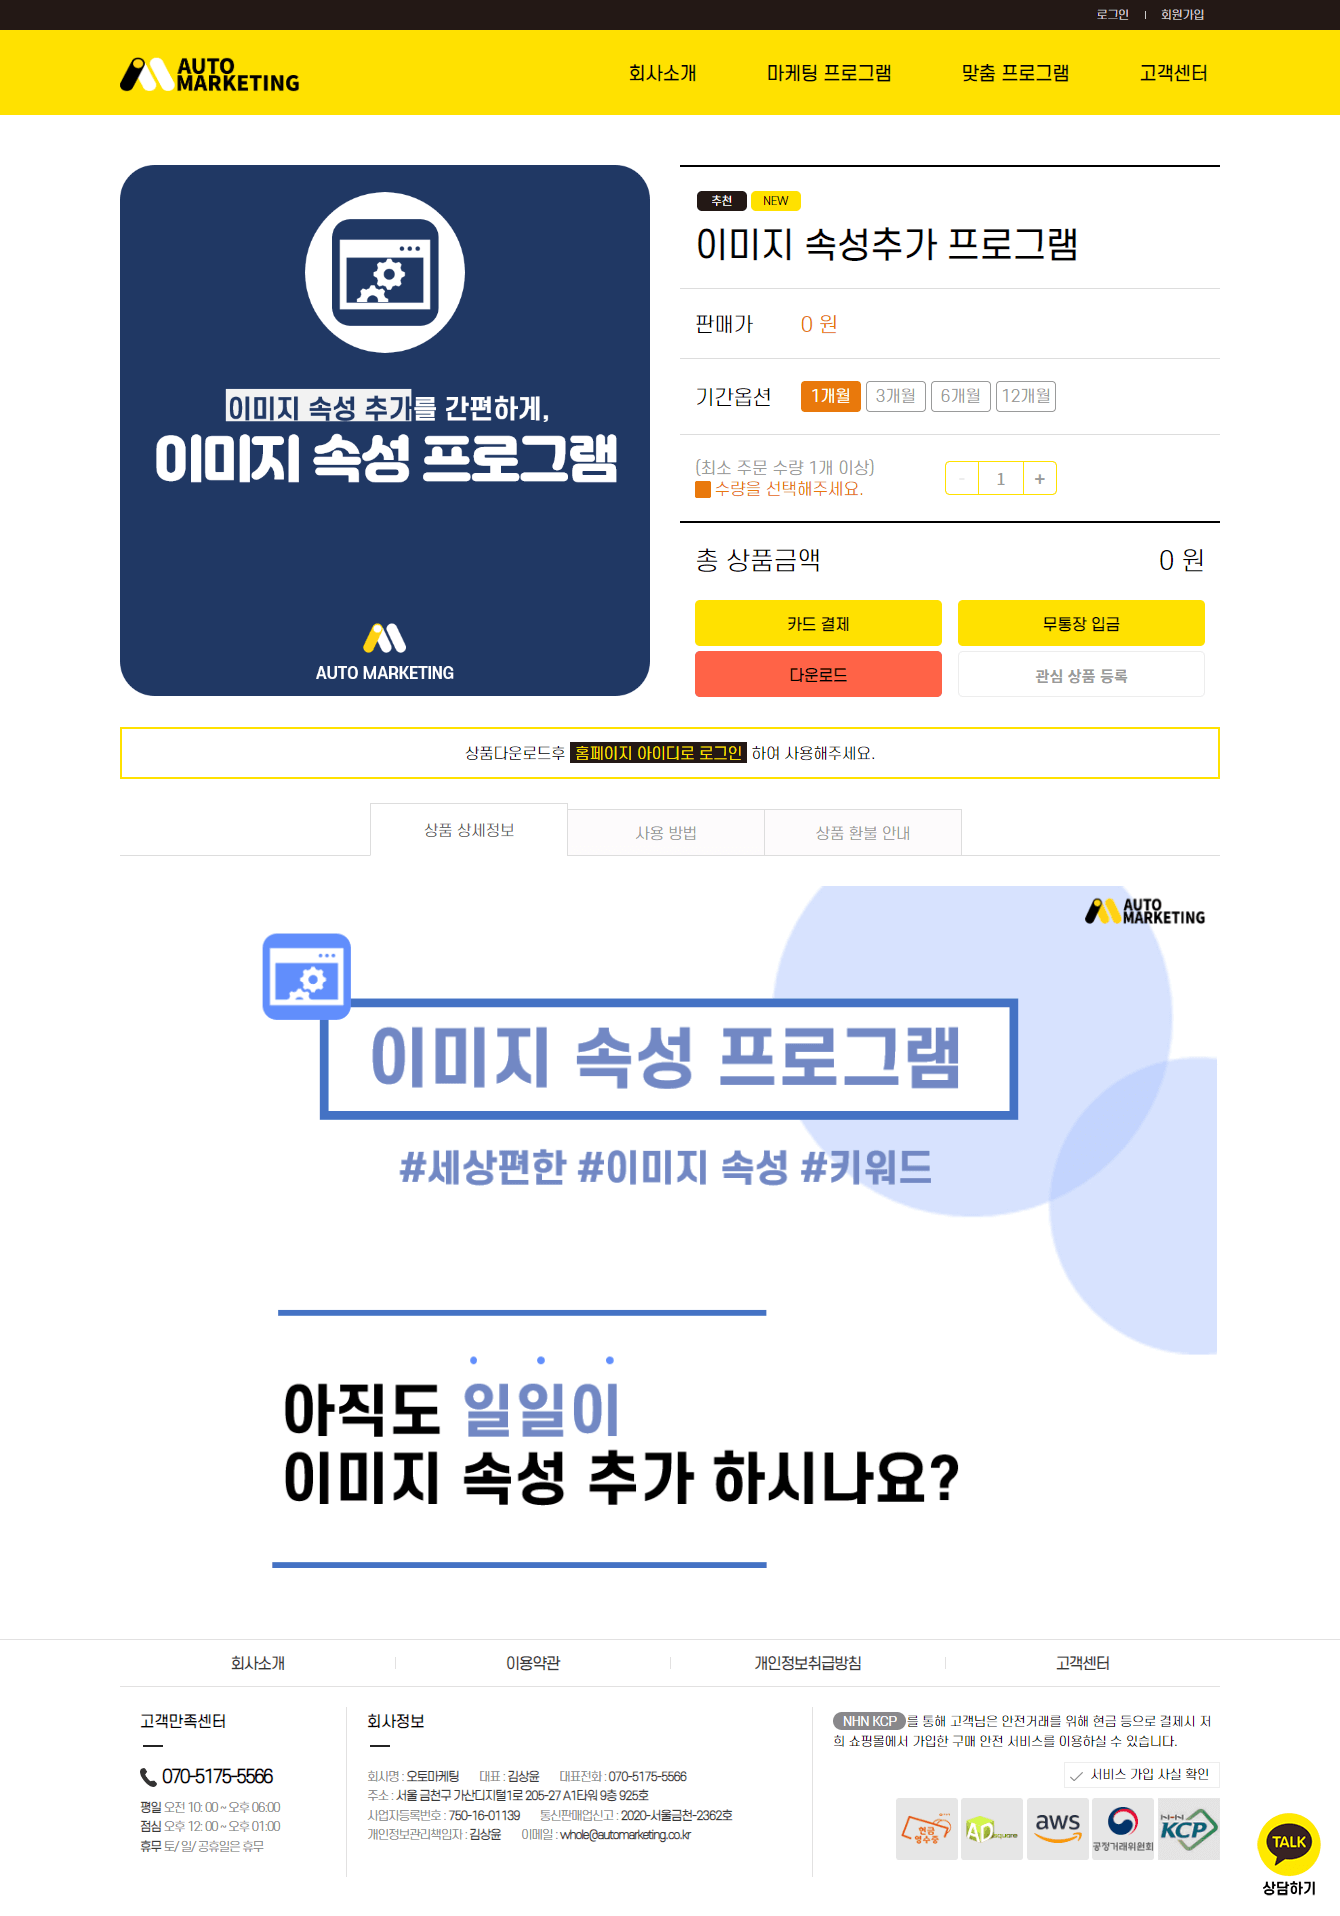 로그인 회원가입
AUTO MARKETING
회사소개 마케팅 프로그램 맞춤 프로그램 고객센터
이미지 속성 추가를 간편하게,
이미지 속성 프로그램
AUTO MARKETING
추천 NEW
이미지 속성추가 프로그램
판매가 0 원
기간옵션 1개월 3개월 6개월 12개월
(최소 주문 수량 1개 이상)
수량을 선택해주세요.
- 1 +
총 상품금액 0 원
카드 결제 무통장 입금
다운로드 관심 상품 등록
상품다운로드후 홈페이지 아이디로 로그인 하여 사용해주세요.
상품 상세정보 사용 방법 상품 환불 안내
AUTO MARKETING
이미지 속성 프로그램
#세상편한 #이미지 속성 #키워드
아직도 일일이
이미지 속성 추가 하시나요?
회사소개 이용약관 개인정보취급방침 고객센터
고객만족센터
070-5175-5566
평일 오전 10: 00 ~ 오후 06:00
점심 오후 12: 00 ~ 오후 01:00
휴무 토/ 일/ 공휴일은 휴무
회사정보
회사명 : 오토마케팅 대표 : 김상윤 대표전화 : 070-5175-5566
주소 : 서울 금천구 가산디지털1로 205-27 A1타워 9층 925호
사업자등록번호 : 750-16-01139 통신판매업신고 : 2020-서울금천-2362호
개인정보관리책임자 : 김상윤 이메일 : whole@automarketing.co.kr
NHN KCP 를 통해 고객님은 안전거래를 위해 현금 등으로 결제시 저
희 쇼핑몰에서 가입한 구매 안전 서비스를 이용하실 수 있습니다.
서비스 가입 사실 확인
현금영수증 AD square aws 공정거래위원회 NHN KCP
TALK
상담하기